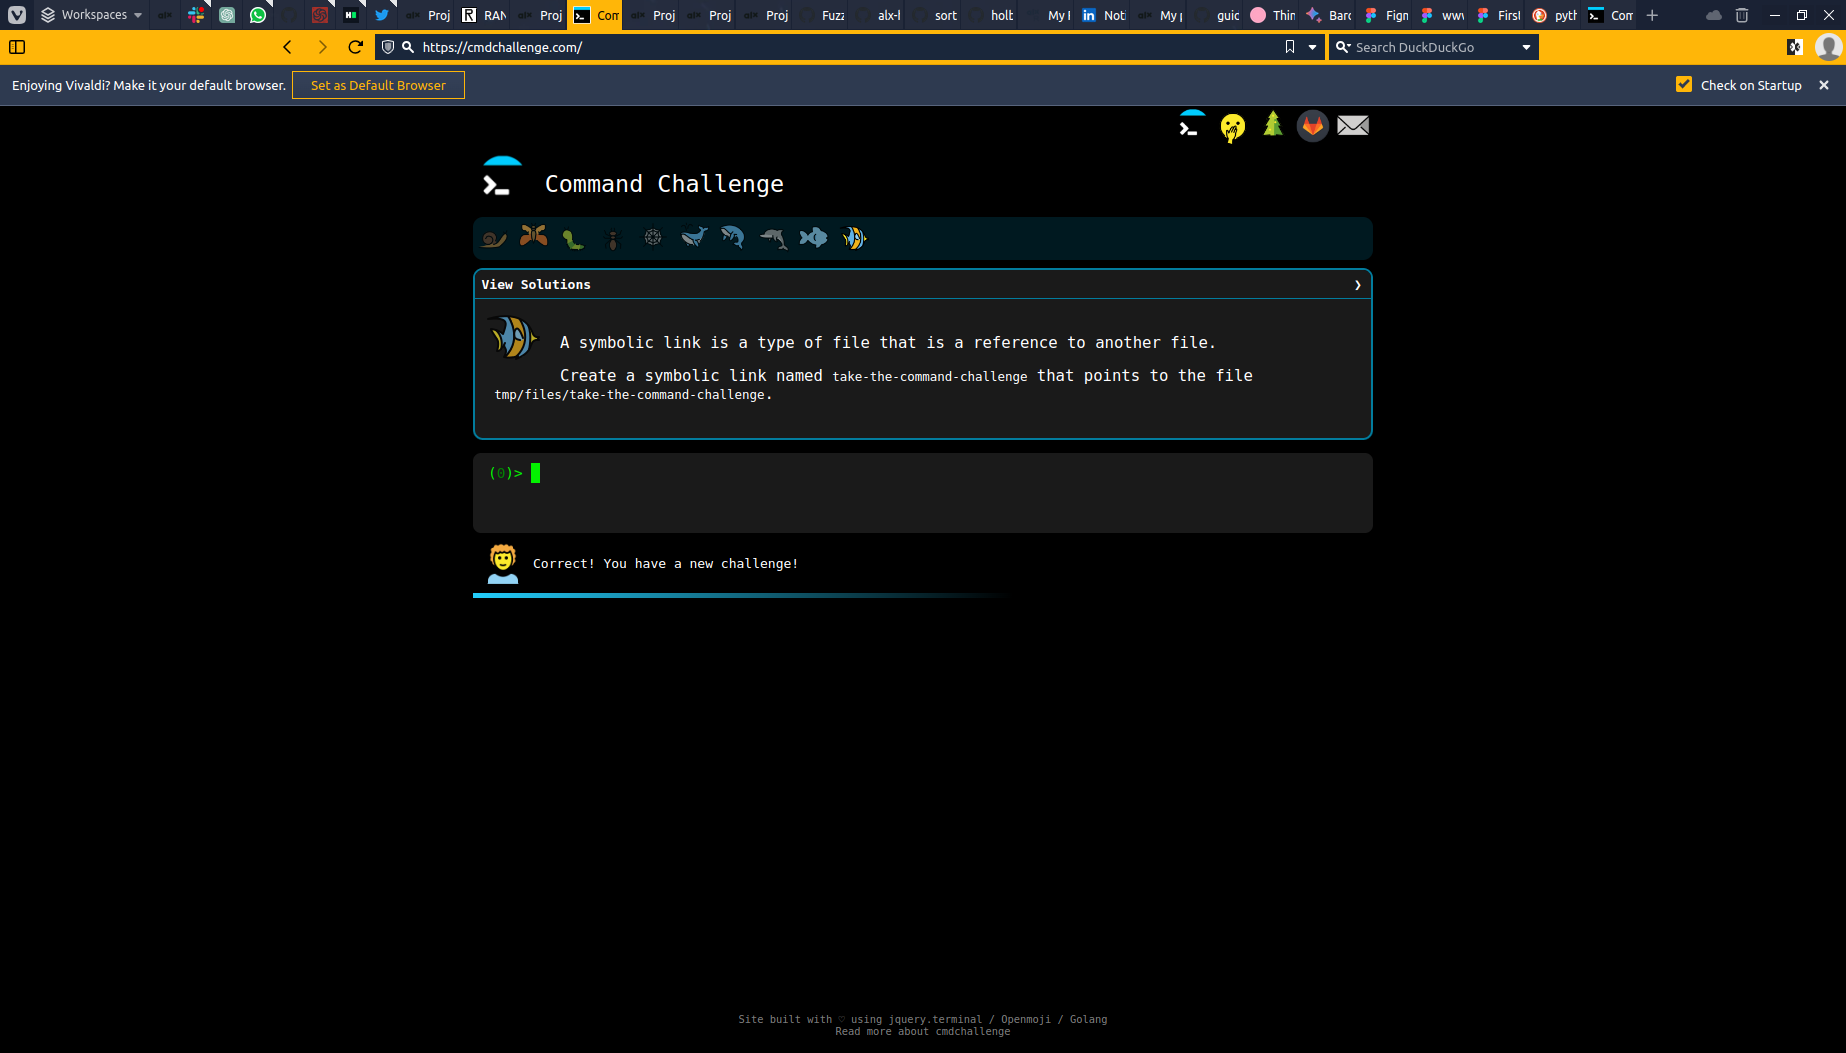 Workspaces
Proj
RAN
Proj
Com
Proj
Proj
Proj
Fuzz
alx-l
sort
holb
My
Not
My
guid
Thin
Bard
Figm
www
First
pyth
Com
https://cmdchallenge.com/
Search DuckDuckGo
Enjoying Vivaldi? Make it your default browser.
Set as Default Browser
Check on Startup
Command Challenge
View Solutions
A symbolic link is a type of file that is a reference to another file.
Create a symbolic link named take-the-command-challenge that points to the file
tmp/files/take-the-command-challenge.
(0)>
Correct! You have a new challenge!
Site built with ♡ using jquery.terminal / Openmoji / Golang
Read more about cmdchallenge